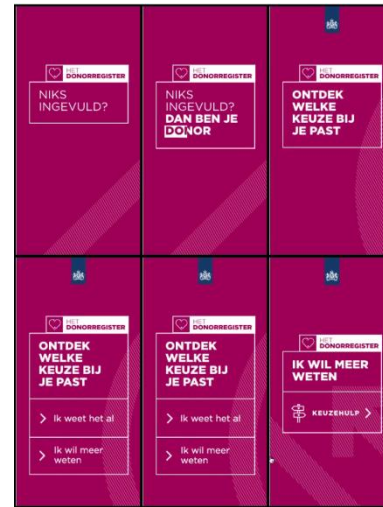 HET
DONORREGISTER
NIKS
INGEVULD?
HET
DONORREGISTER
NIKS
INGEVULD?
DAN BEN JE
DONOR
HET
DONORREGISTER
ONTDEK
WELKE
KEUZE BIJ
JE PAST
HET
DONORREGISTER
ONTDEK
WELKE
KEUZE BIJ
JE PAST
Ik weet het al
Ik wil meer
weten
HET
DONORREGISTER
ONTDEK
WELKE
KEUZE BIJ
JE PAST
Ik weet het al
Ik wil meer
weten
HET
DONORREGISTER
IK WIL MEER
WETEN
KEUZEHULP